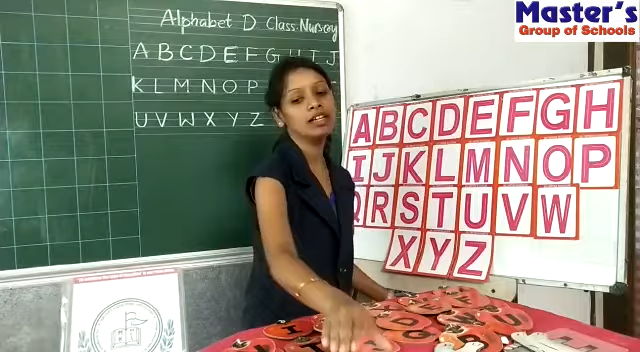 Master's
Group of Schools
Alphabet D Class:Nursery
A B C D E F G H I J
K L M N O P
U V W X Y Z
A B C D E F G H
I J K L M N O P
Q R S T U V W
X Y Z
I
D